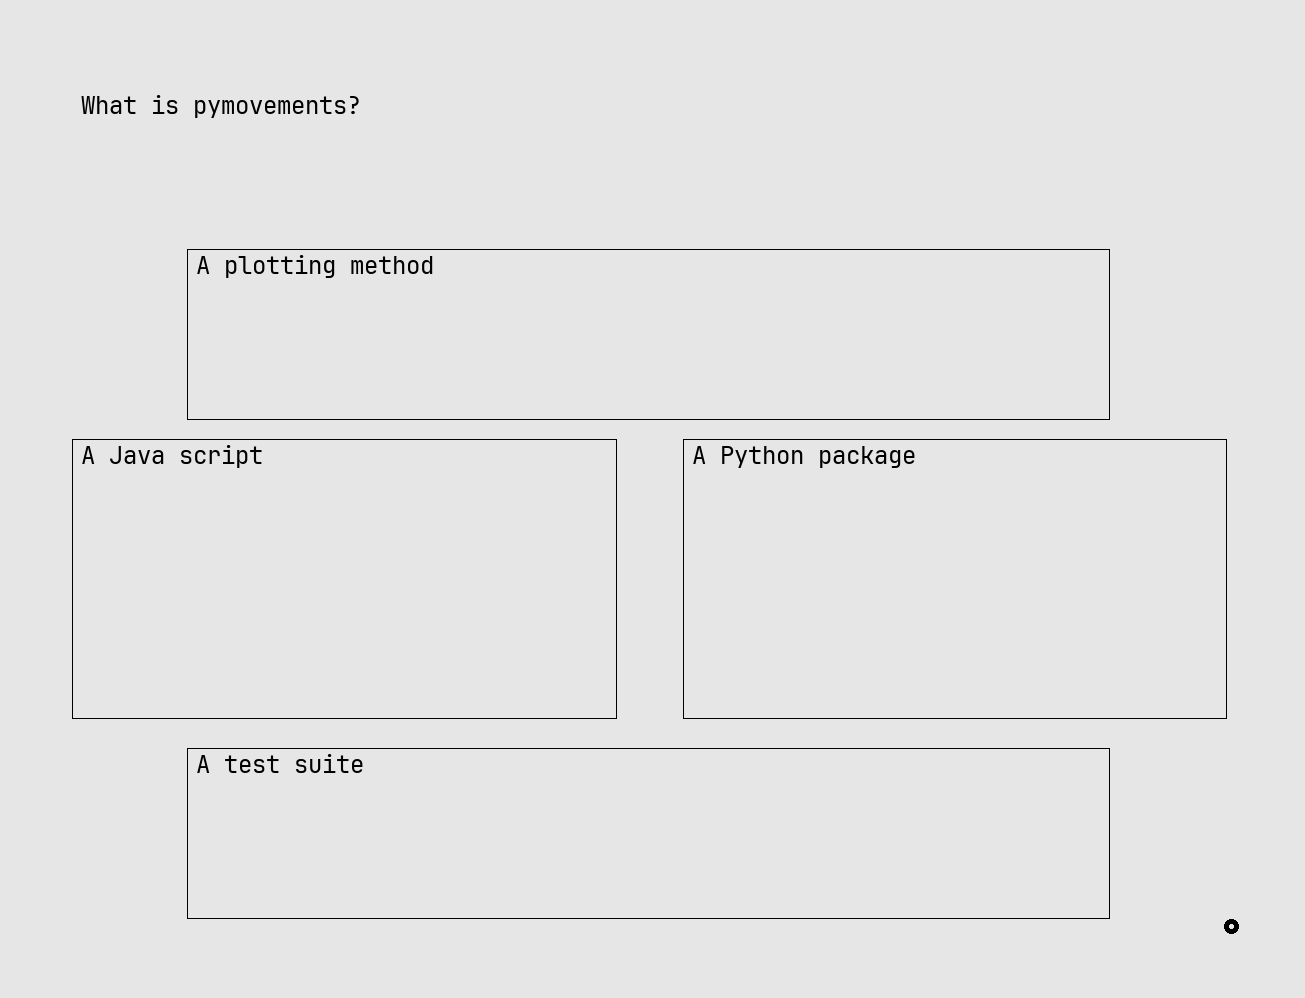 What is pymovements?
A plotting method
A Java script
A Python package
A test suite